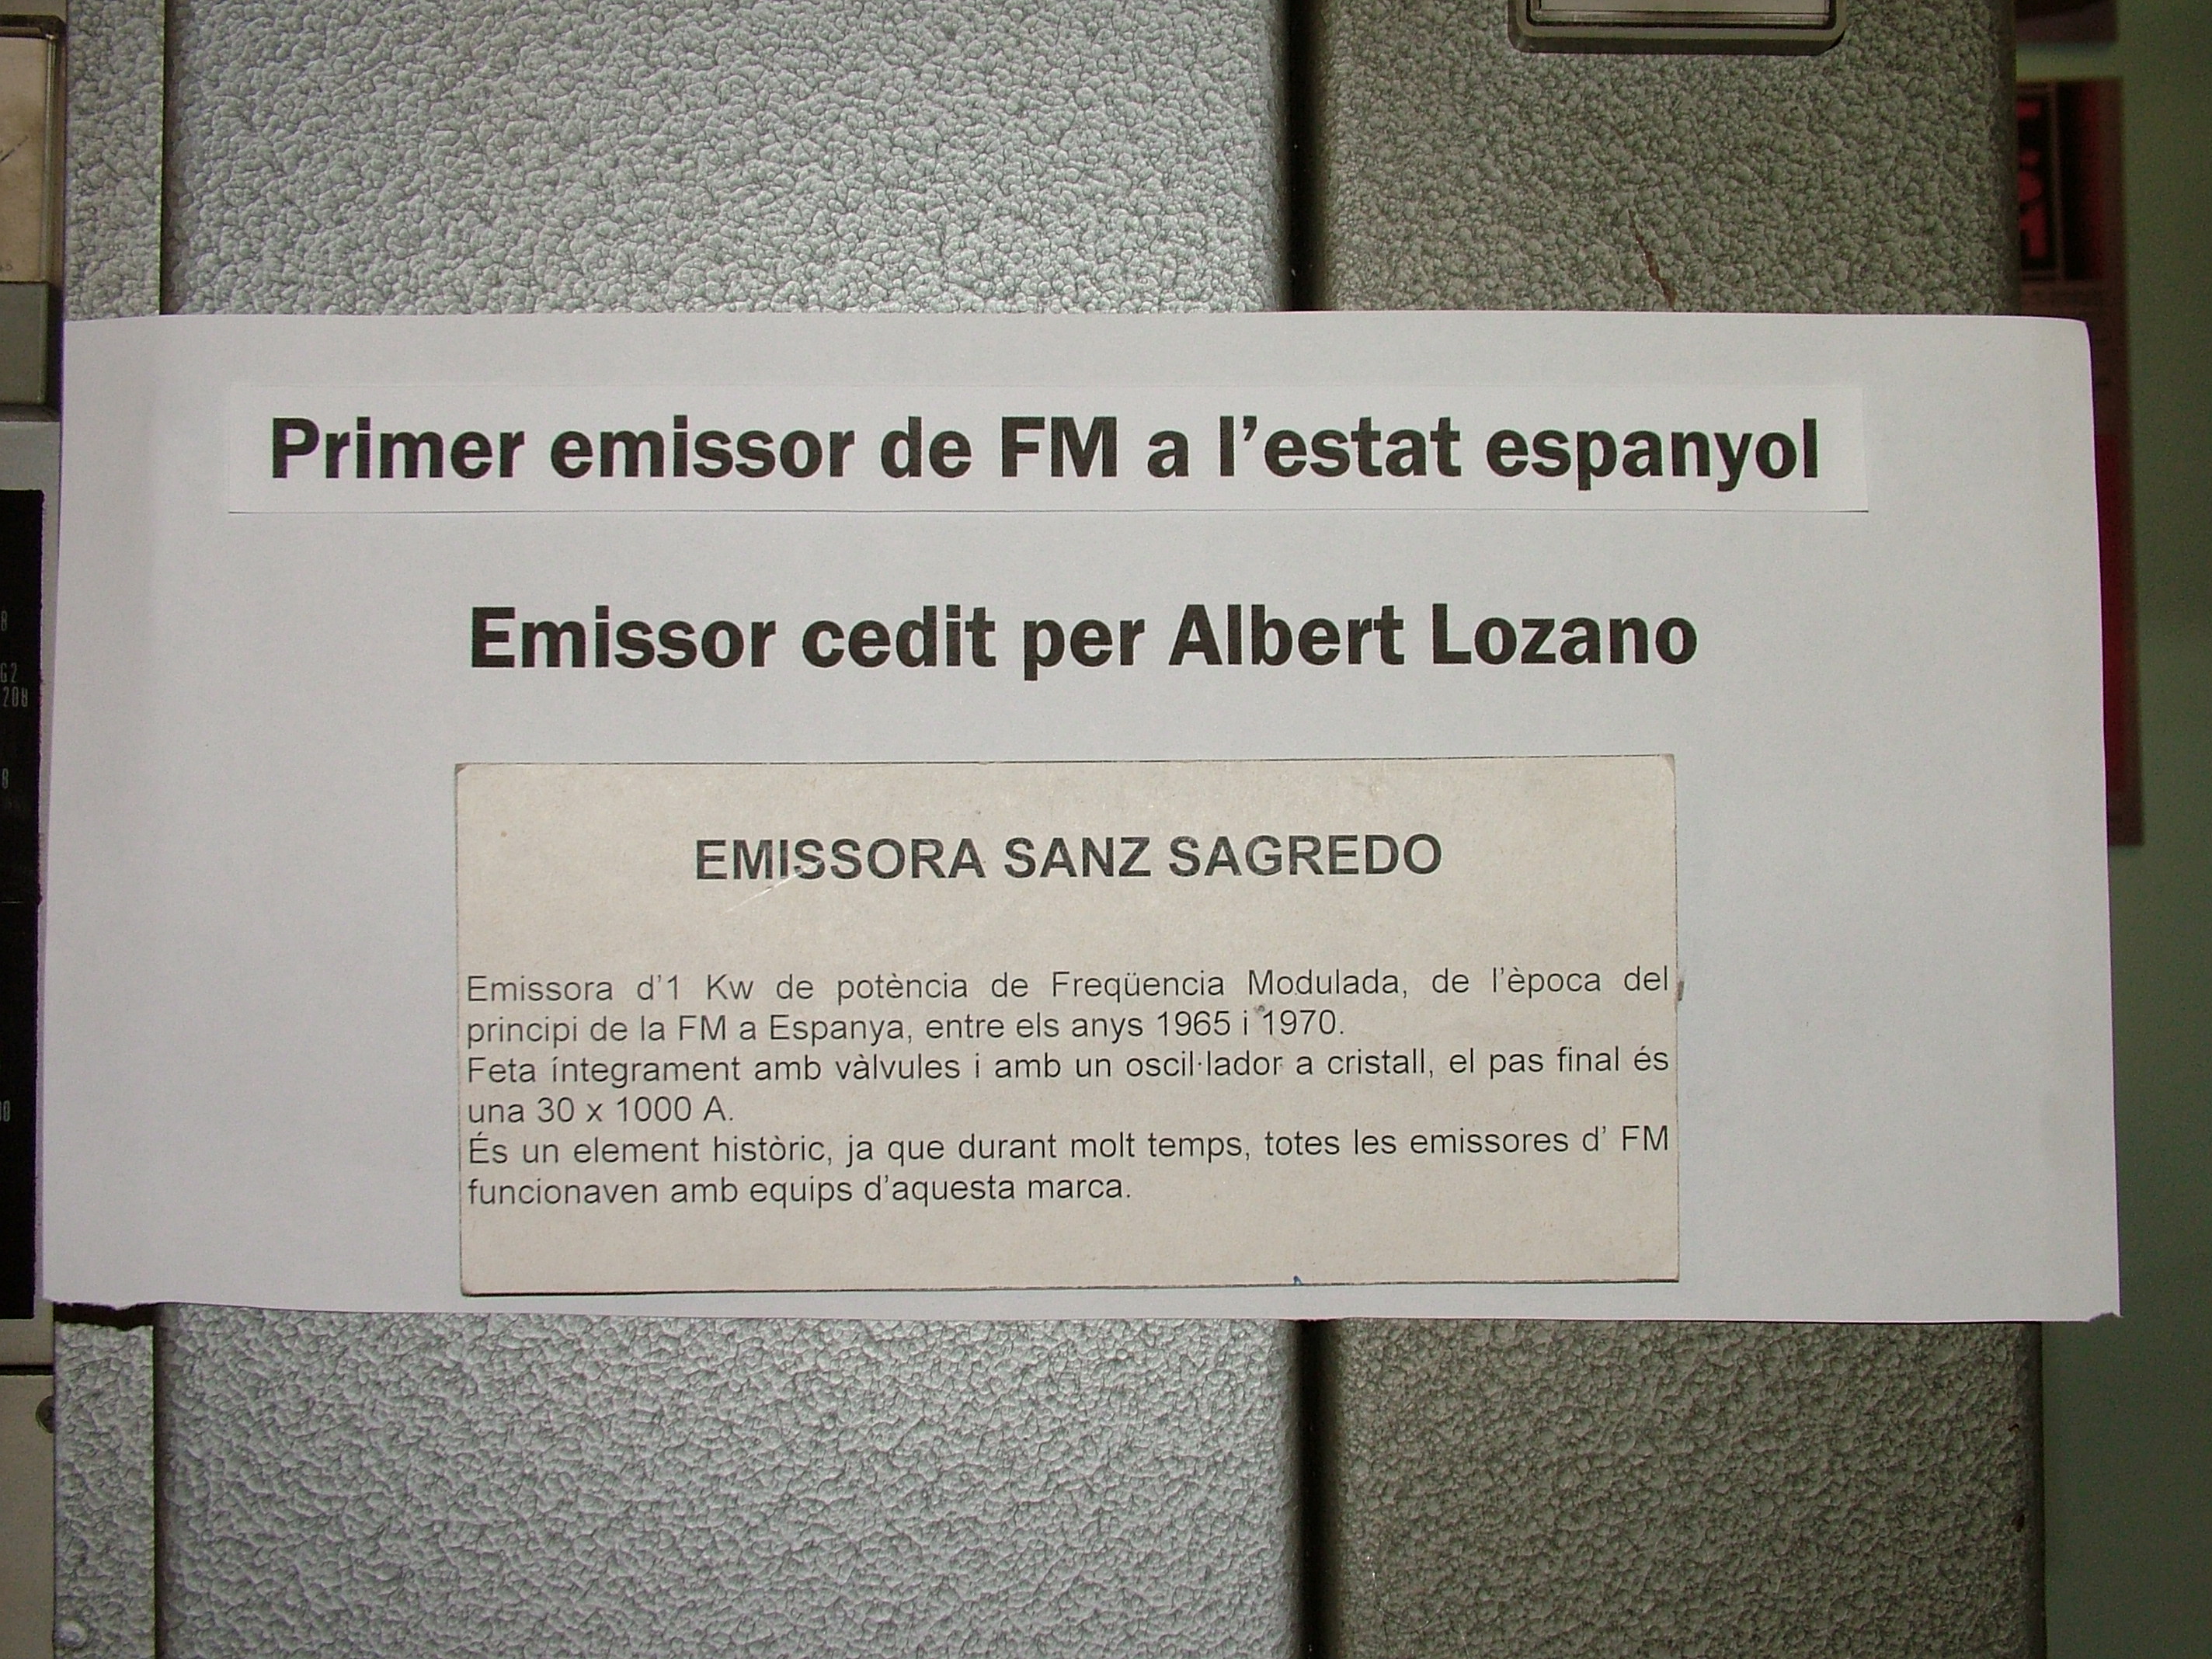 Primer emissor de FM a l'estat espanyol
Emissor cedit per Albert Lozano
EMISSORA SANZ SAGREDO
Emissora d'1 Kw de potència de Freqüencia Modulada, de l'època del
principi de la FM a Espanya, entre els anys 1965 i 1970.
Feta íntegrament amb vàlvules i amb un oscil·lador a cristall, el pas final és
una 30 x 1000 A.
És un element històric, ja que durant molt temps, totes les emissores d' FM
funcionaven amb equips d'aquesta marca.